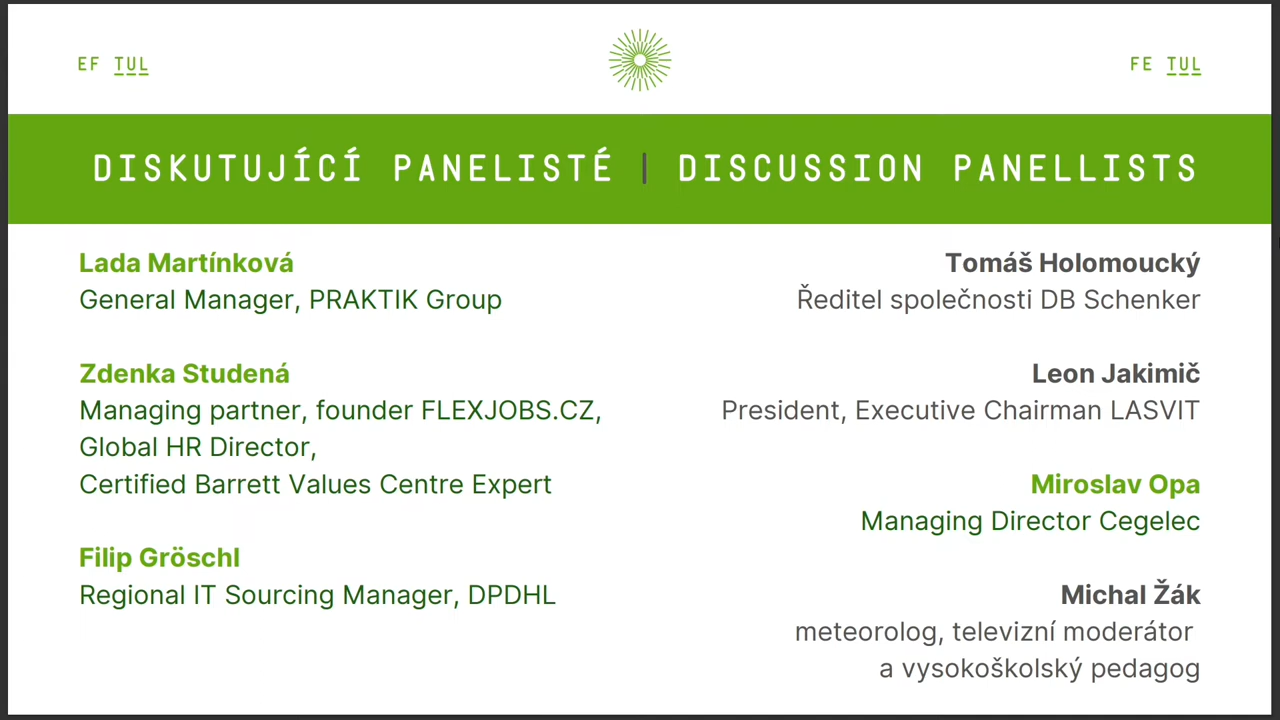 EF TUL
FE TUL
DISKUTUJÍCÍ PANELISTÉ | DISCUSSION PANELLISTS
Lada Martínková
General Manager, PRAKTIK Group
Zdenka Studená
Managing partner, founder FLEXJOBS.CZ,
Global HR Director,
Certified Barrett Values Centre Expert
Filip Gröschl
Regional IT Sourcing Manager, DPDHL
Tomáš Holomoucký
Ředitel společnosti DB Schenker
Leon Jakimič
President, Executive Chairman LASVIT
Miroslav Opa
Managing Director Cegelec
Michal Žák
meteorolog, televizní moderátor
a vysokoškolský pedagog